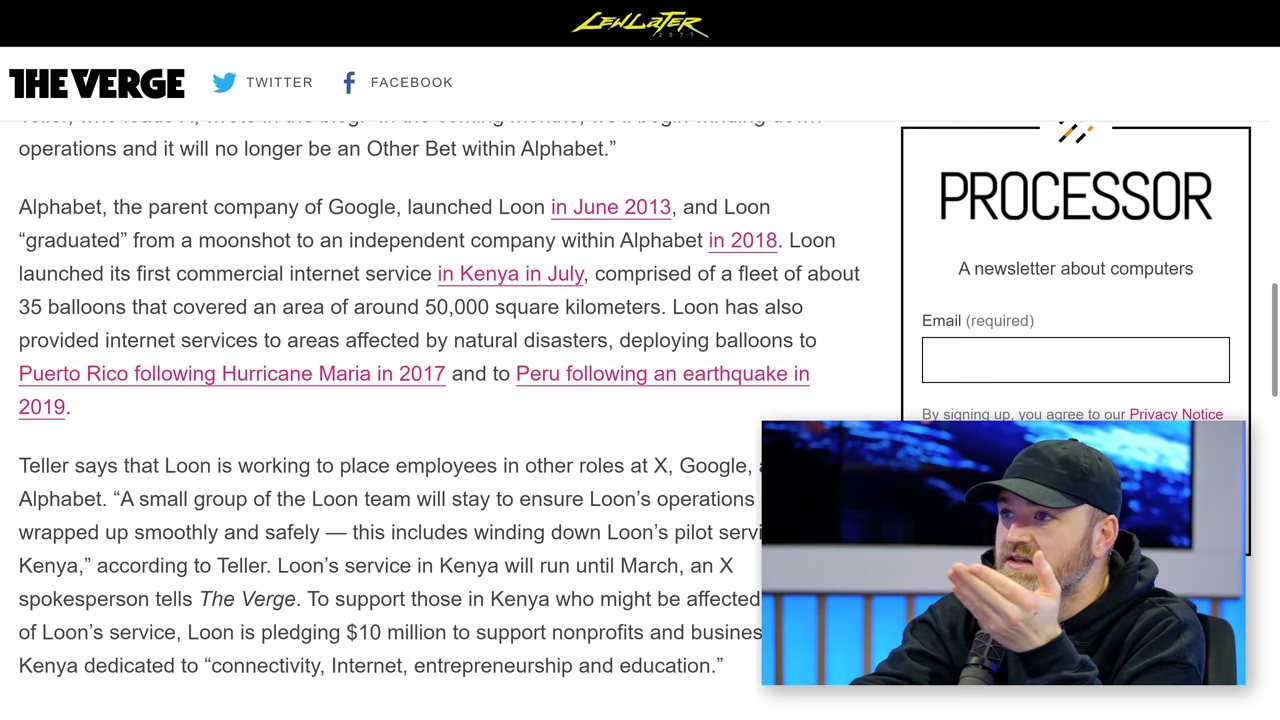 LEWLATER
2077
THE VERGE
TWITTER
FACEBOOK
operations and it will no longer be an Other Bet within Alphabet.”
Alphabet, the parent company of Google, launched Loon in June 2013, and Loon
“graduated” from a moonshot to an independent company within Alphabet in 2018. Loon
launched its first commercial internet service in Kenya in July, comprised of a fleet of about
35 balloons that covered an area of around 50,000 square kilometers. Loon has also
provided internet services to areas affected by natural disasters, deploying balloons to
Puerto Rico following Hurricane Maria in 2017 and to Peru following an earthquake in
2019.
Teller says that Loon is working to place employees in other roles at X, Google,
Alphabet. “A small group of the Loon team will stay to ensure Loon’s operations
wrapped up smoothly and safely — this includes winding down Loon’s pilot servi
Kenya,” according to Teller. Loon’s service in Kenya will run until March, an X
spokesperson tells The Verge. To support those in Kenya who might be affected
of Loon’s service, Loon is pledging $10 million to support nonprofits and busines
Kenya dedicated to “connectivity, Internet, entrepreneurship and education.”
PROCESSOR
A newsletter about computers
Email (required)
By signing up, you agree to our Privacy Notice